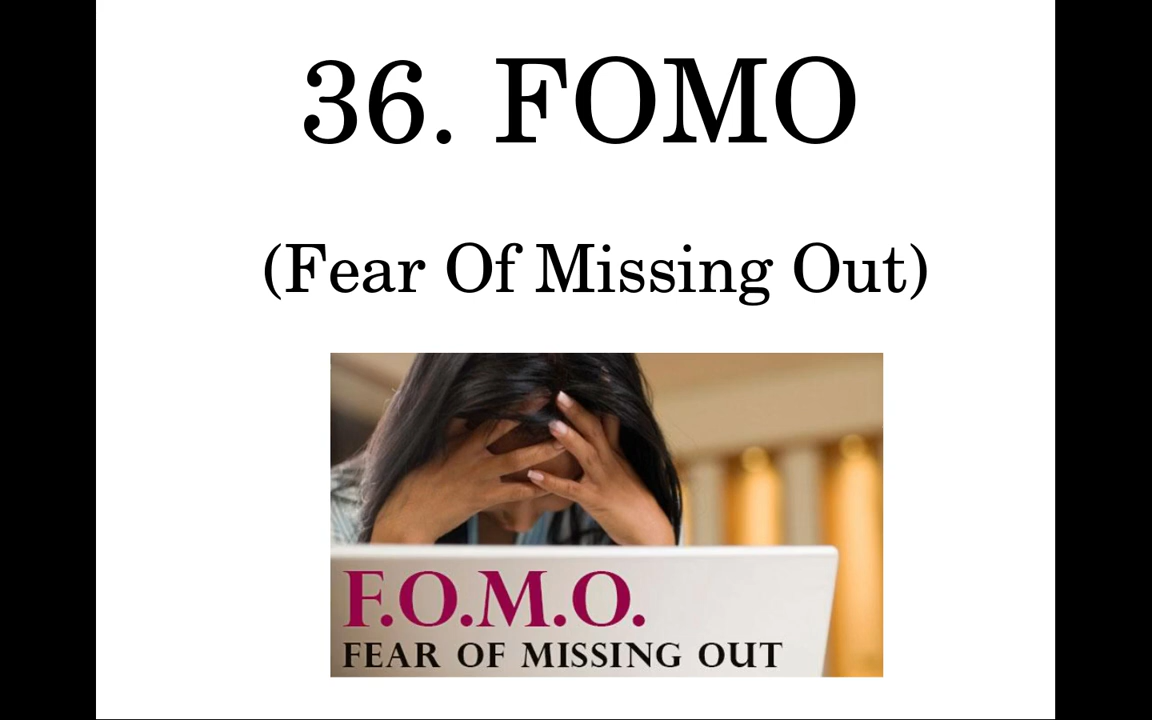 36. FOMO
(Fear Of Missing Out)
F.O.M.O.
FEAR OF MISSING OUT